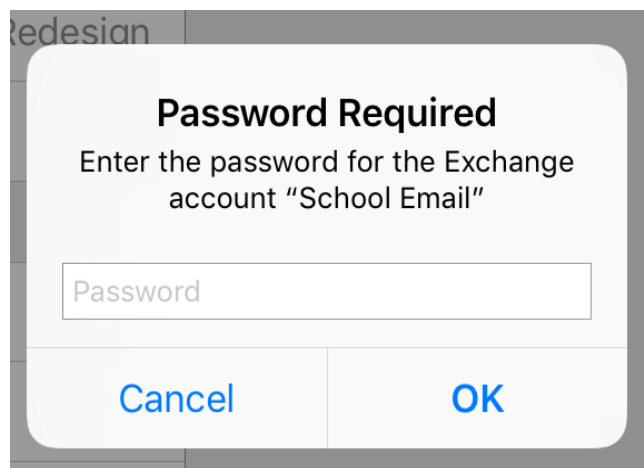 Redesign
Password Required
Enter the password for the Exchange
account “School Email”
Password
Cancel
OK